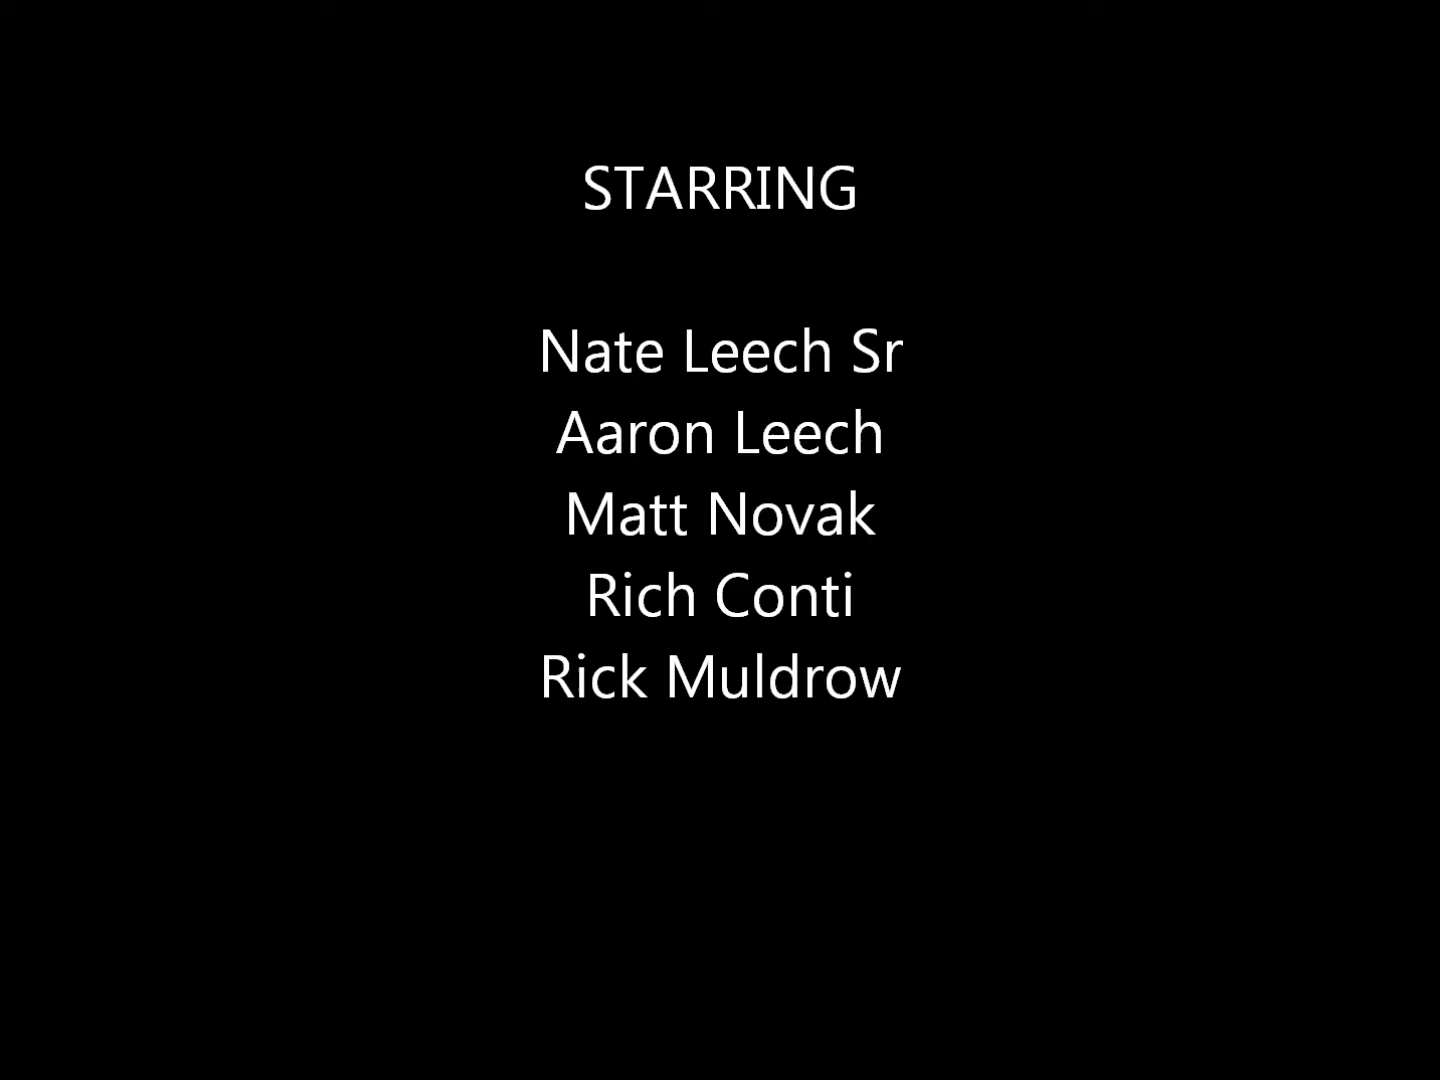 STARRING
Nate Leech Sr
Aaron Leech
Matt Novak
Rich Conti
Rick Muldrow